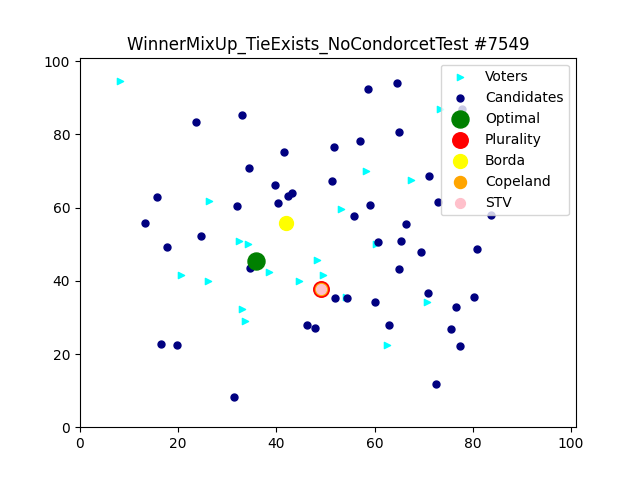 WinnerMixUp_TieExists_NoCondorcetTest #7549
100
80
60
40
20
0
0
20
40
60
80
100
Voters
Candidates
Optimal
Plurality
Borda
Copeland
STV